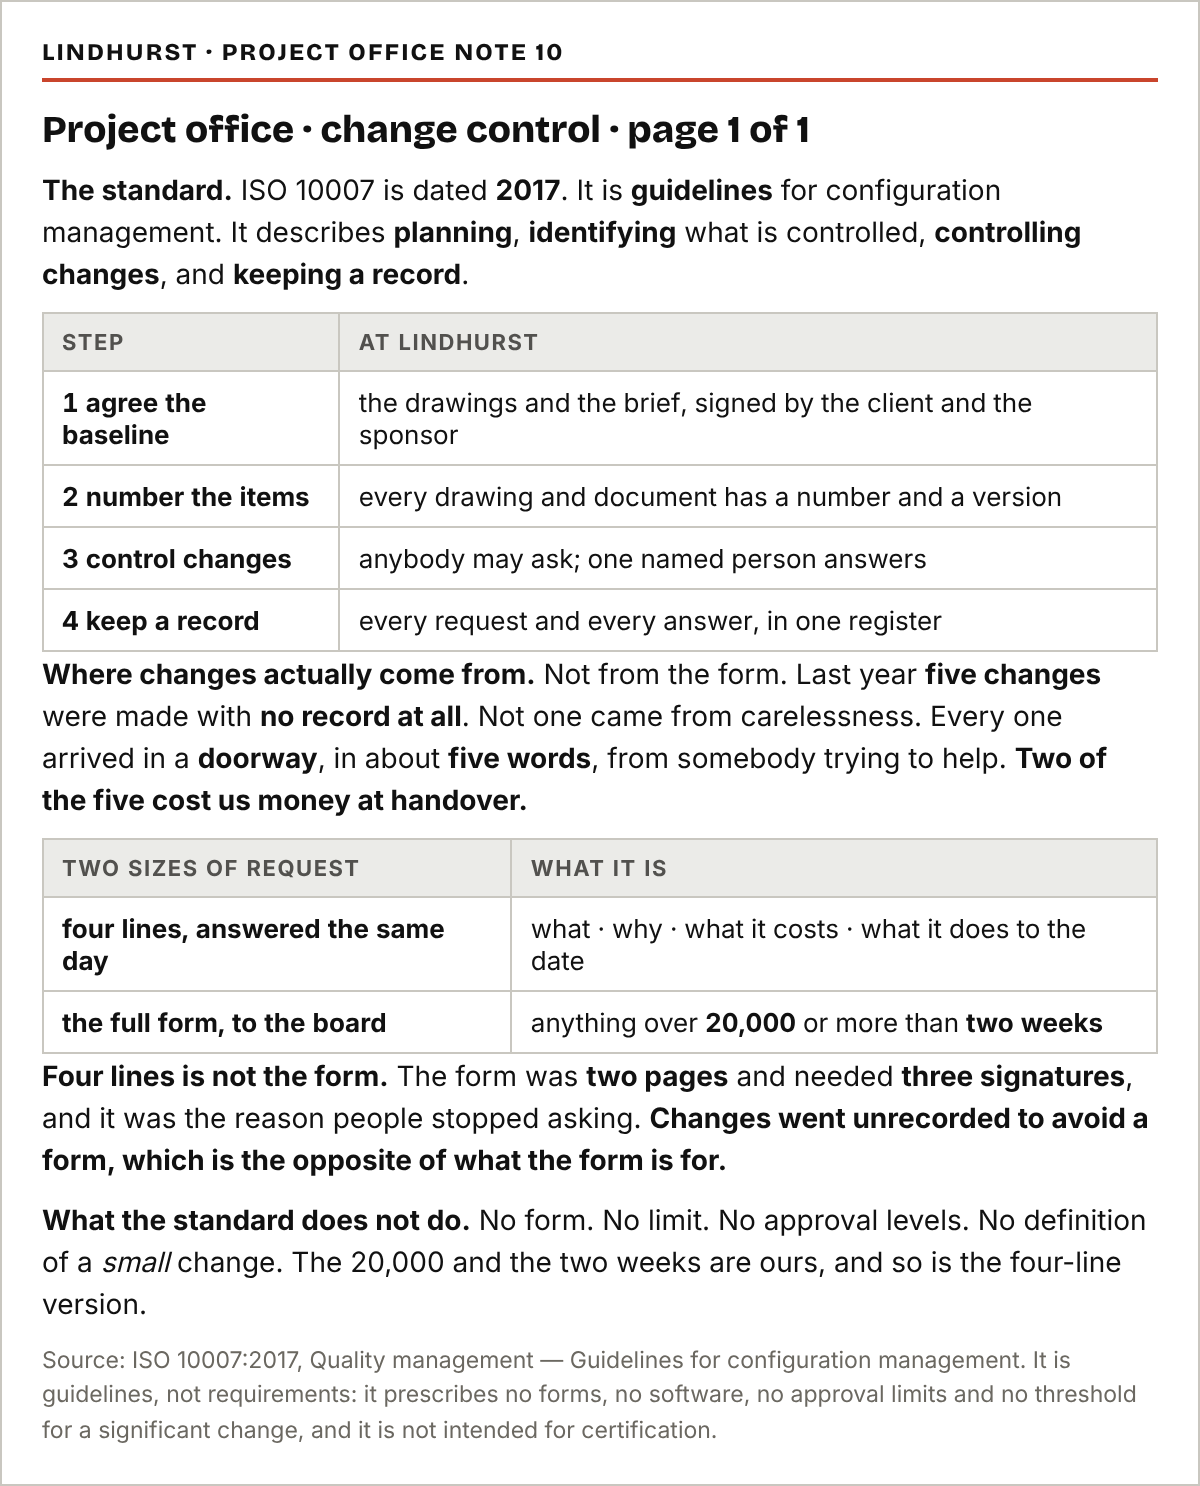 LINDHURST · PROJECT OFFICE NOTE 10
Project office · change control · page 1 of 1
The standard. ISO 10007 is dated 2017. It is guidelines for configuration
management. It describes planning, identifying what is controlled, controlling
changes, and keeping a record.
STEP
AT LINDHURST
1 agree the
baseline
the drawings and the brief, signed by the client and the
sponsor
2 number the items
every drawing and document has a number and a version
3 control changes
anybody may ask; one named person answers
4 keep a record
every request and every answer, in one register
Where changes actually come from. Not from the form. Last year five changes
were made with no record at all. Not one came from carelessness. Every one
arrived in a doorway, in about five words, from somebody trying to help. Two of
the five cost us money at handover.
TWO SIZES OF REQUEST
WHAT IT IS
four lines, answered the same
day
what · why · what it costs · what it does to the
date
the full form, to the board
anything over 20,000 or more than two weeks
Four lines is not the form. The form was two pages and needed three signatures,
and it was the reason people stopped asking. Changes went unrecorded to avoid a
form, which is the opposite of what the form is for.
What the standard does not do. No form. No limit. No approval levels. No definition
of a small change. The 20,000 and the two weeks are ours, and so is the four-line
version.
Source: ISO 10007:2017, Quality management — Guidelines for configuration management. It is
guidelines, not requirements: it prescribes no forms, no software, no approval limits and no threshold
for a significant change, and it is not intended for certification.